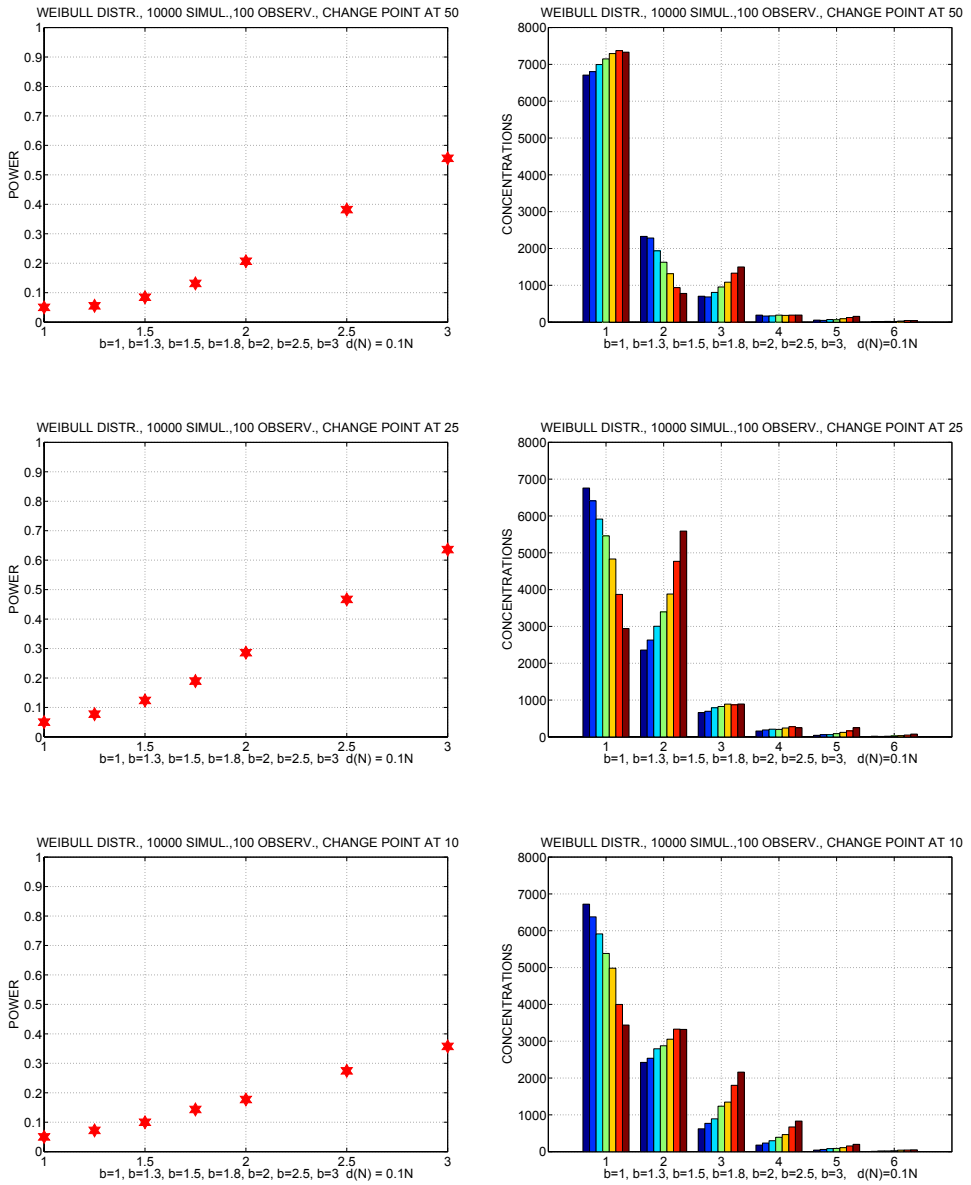 WEIBULL DISTR., 10000 SIMUL.,100 OBSERV., CHANGE POINT AT 50
1
0.9
0.8
0.7
0.6
0.5
0.4
0.3
0.2
0.1
0
POWER
1 1.5 2 2.5 3
b=1, b=1.3, b=1.5, b=1.8, b=2, b=2.5, b=3 d(N) = 0.1N
WEIBULL DISTR., 10000 SIMUL.,100 OBSERV., CHANGE POINT AT 50
8000
7000
6000
5000
4000
3000
2000
1000
0
CONCENTRATIONS
1 2 3 4 5 6
b=1, b=1.3, b=1.5, b=1.8, b=2, b=2.5, b=3, d(N)=0.1N
WEIBULL DISTR., 10000 SIMUL.,100 OBSERV., CHANGE POINT AT 25
1
0.9
0.8
0.7
0.6
0.5
0.4
0.3
0.2
0.1
0
POWER
1 1.5 2 2.5 3
b=1, b=1.3, b=1.5, b=1.8, b=2, b=2.5, b=3 d(N) = 0.1N
WEIBULL DISTR., 10000 SIMUL.,100 OBSERV., CHANGE POINT AT 25
8000
7000
6000
5000
4000
3000
2000
1000
0
CONCENTRATIONS
1 2 3 4 5 6
b=1, b=1.3, b=1.5, b=1.8, b=2, b=2.5, b=3, d(N)=0.1N
WEIBULL DISTR., 10000 SIMUL.,100 OBSERV., CHANGE POINT AT 10
1
0.9
0.8
0.7
0.6
0.5
0.4
0.3
0.2
0.1
0
POWER
1 1.5 2 2.5 3
b=1, b=1.3, b=1.5, b=1.8, b=2, b=2.5, b=3 d(N) = 0.1N
WEIBULL DISTR., 10000 SIMUL.,100 OBSERV., CHANGE POINT AT 10
8000
7000
6000
5000
4000
3000
2000
1000
0
CONCENTRATIONS
1 2 3 4 5 6
b=1, b=1.3, b=1.5, b=1.8, b=2, b=2.5, b=3, d(N)=0.1N